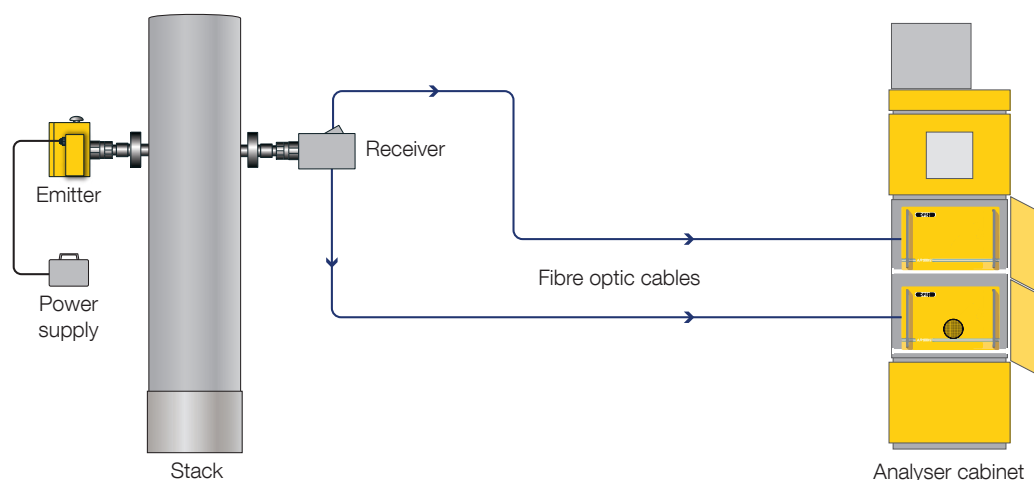 Receiver
Emitter
Fibre optic cables
Power
supply
Stack
Analyser cabinet